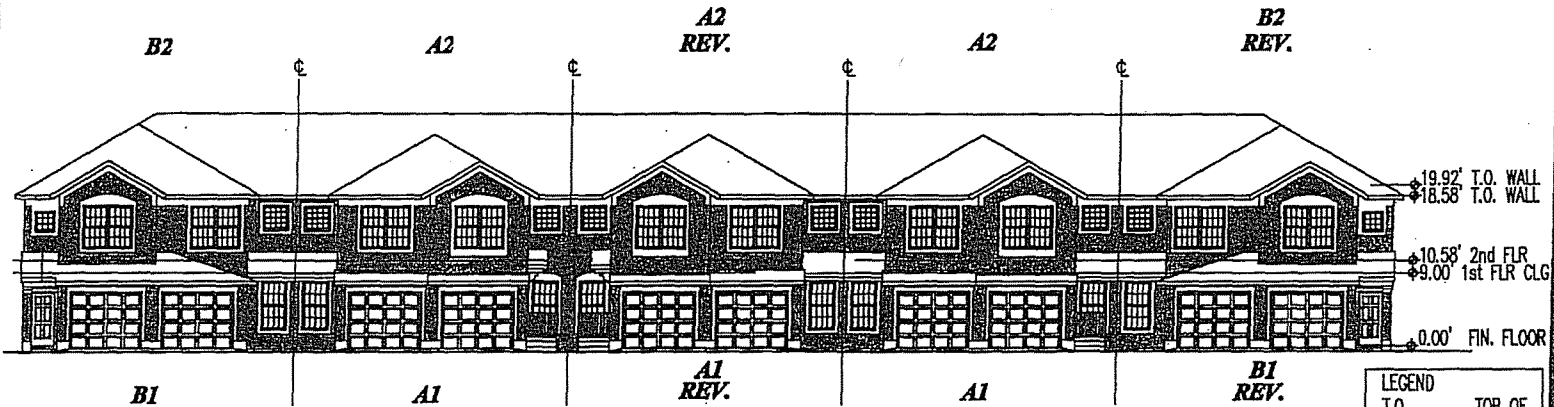 B2
A2
A2
REV.
A2
B2
REV.
℄
℄
℄
℄
19.92' T.O. WALL
18.58' T.O. WALL
10.58' 2nd FLR
9.00' 1st FLR CLG
0.00' FIN. FLOOR
B1
A1
A1
REV.
A1
B1
REV.
LEGEND
T.O. TOP OF